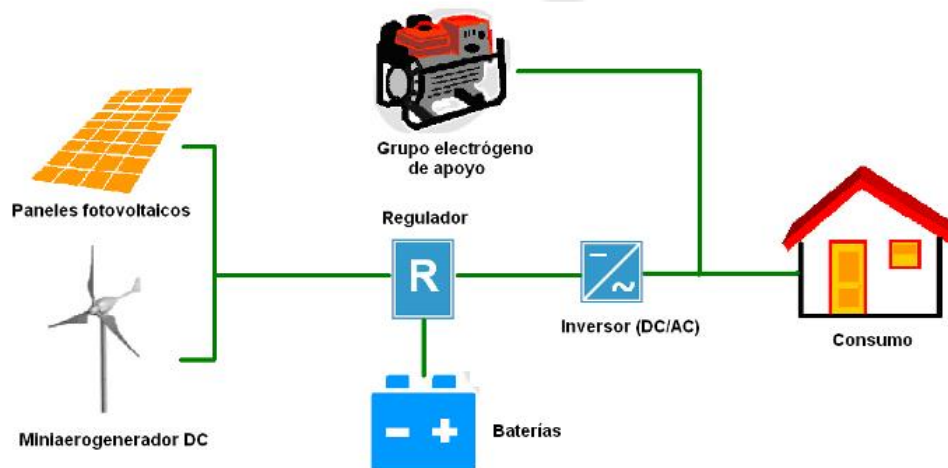 Grupo electrógeno
de apoyo
Paneles fotovoltaicos
Regulador
R
Inversor (DC/AC)
Consumo
Miniaerogenerador DC
Baterías